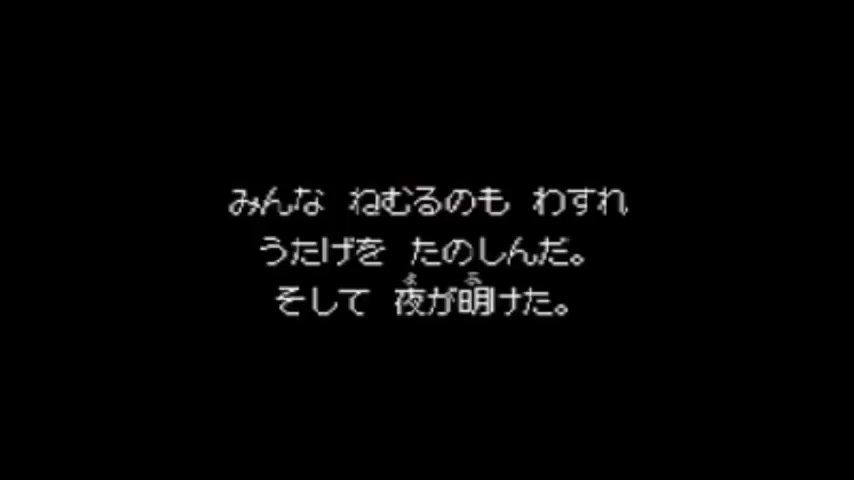 みんな ねむるのも わすれ
うたげを たのしんだ。
そして 夜が明けた。